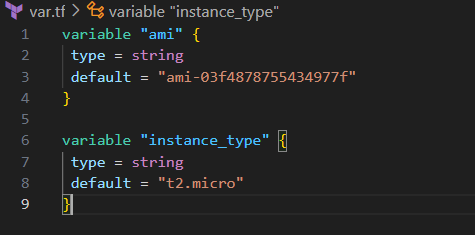 var.tf > variable "instance_type"
1 variable "ami" {
2 type = string
3 default = "ami-03f4878755434977f"
4 }
5
6 variable "instance_type" {
7 type = string
8 default = "t2.micro"
9 }